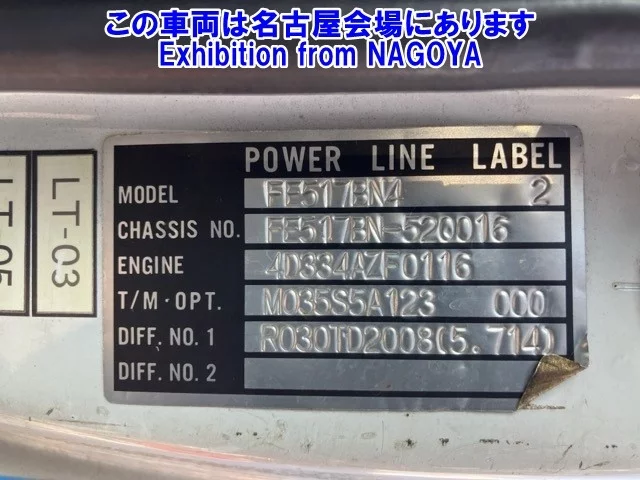 この車両は名古屋会場にあります
Exhibition from NAGOYA
POWER LINE LABEL
MODEL FE517BN4 2
CHASSIS NO. FE517BN-520016
ENGINE 4D334AZF0116
T/M·OPT. M035S5A123 000
DIFF. NO. 1 R030TD2008(5.714)
DIFF. NO. 2
LT-03
LT-05